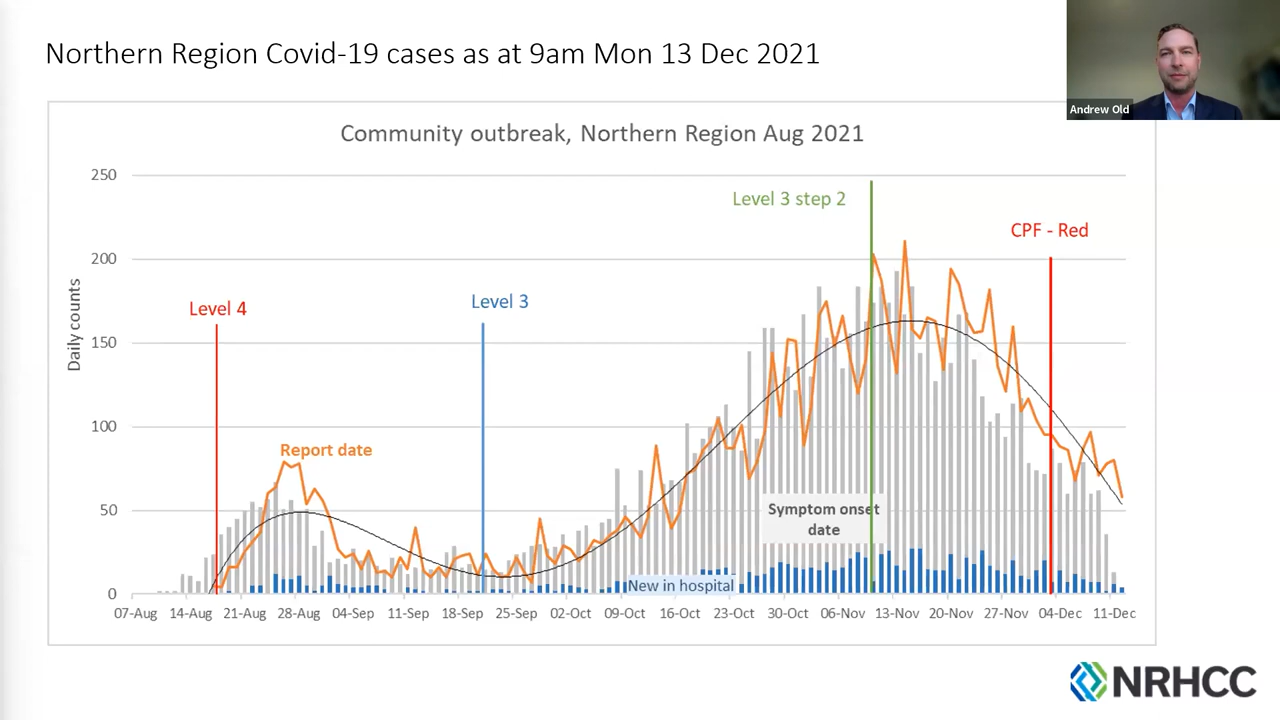 Northern Region Covid-19 cases as at 9am Mon 13 Dec 2021
Andrew Old
Community outbreak, Northern Region Aug 2021
250
200
150
100
50
0
Daily counts
Level 4
Level 3
Level 3 step 2
CPF - Red
Report date
Symptom onset
date
New in hospital
07-Aug 14-Aug 21-Aug 28-Aug 04-Sep 11-Sep 18-Sep 25-Sep 02-Oct 09-Oct 16-Oct 23-Oct 30-Oct 06-Nov 13-Nov 20-Nov 27-Nov 04-Dec 11-Dec
NRHCC